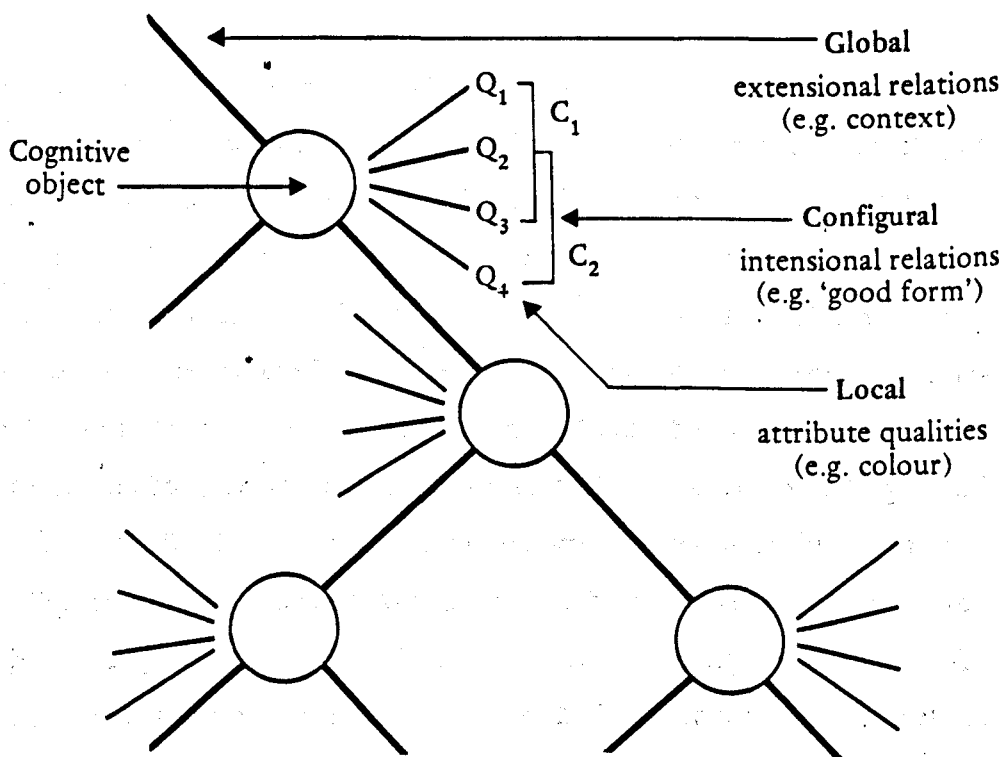 Global
extensional relations
(e.g. context)
Cognitive
object
Q₁
Q₂
Q₃
Q₄
C₁
C₂
Configural
intensional relations
(e.g. ‘good form’)
Local
attribute qualities
(e.g. colour)